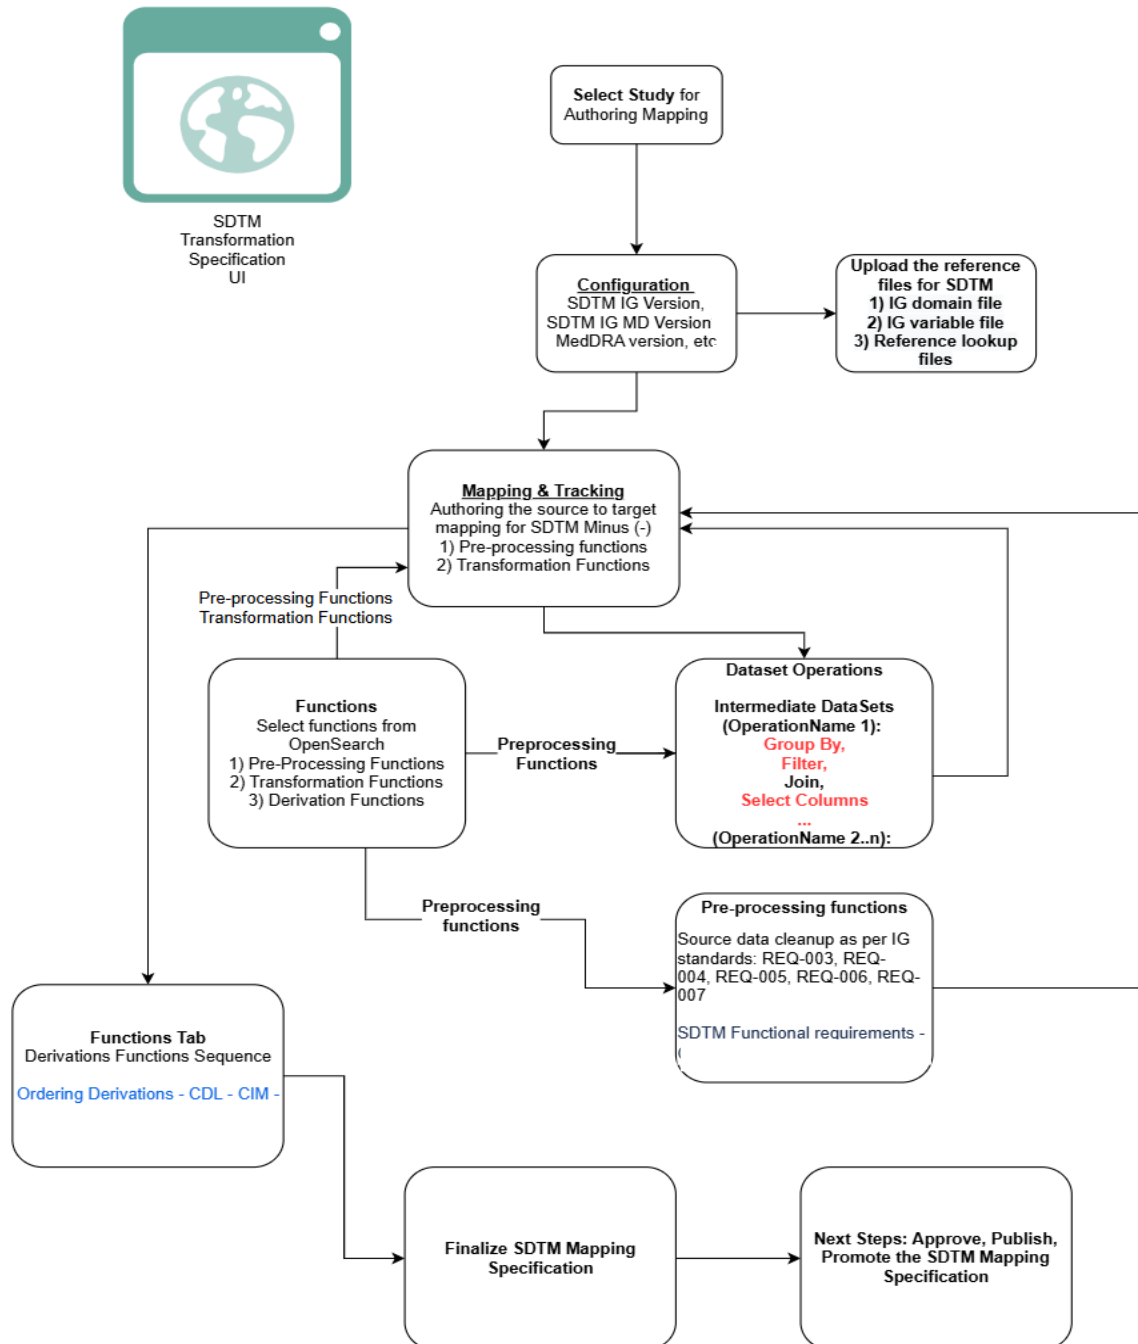 SDTM
Transformation
Specification
UI
Select Study for
Authoring Mapping
Configuration
SDTM IG Version,
SDTM IG MD Version
MedDRA version, etc
Upload the reference
files for SDTM
1) IG domain file
2) IG variable file
3) Reference lookup
files
Mapping & Tracking
Authoring the source to target
mapping for SDTM Minus (-)
1) Pre-processing functions
2) Transformation Functions
Pre-processing Functions
Transformation Functions
Functions
Select functions from
OpenSearch
1) Pre-Processing Functions
2) Transformation Functions
3) Derivation Functions
Preprocessing
Functions
Dataset Operations
Intermediate DataSets
(OperationName 1):
Group By,
Filter,
Join,
Select Columns
...
(OperationName 2..n):
Preprocessing
functions
Pre-processing functions
Source data cleanup as per IG
standards: REQ-003, REQ-
004, REQ-005, REQ-006, REQ-
007
SDTM Functional requirements -
Functions Tab
Derivations Functions Sequence
Ordering Derivations - CDL - CIM -
Finalize SDTM Mapping
Specification
Next Steps: Approve, Publish,
Promote the SDTM Mapping
Specification